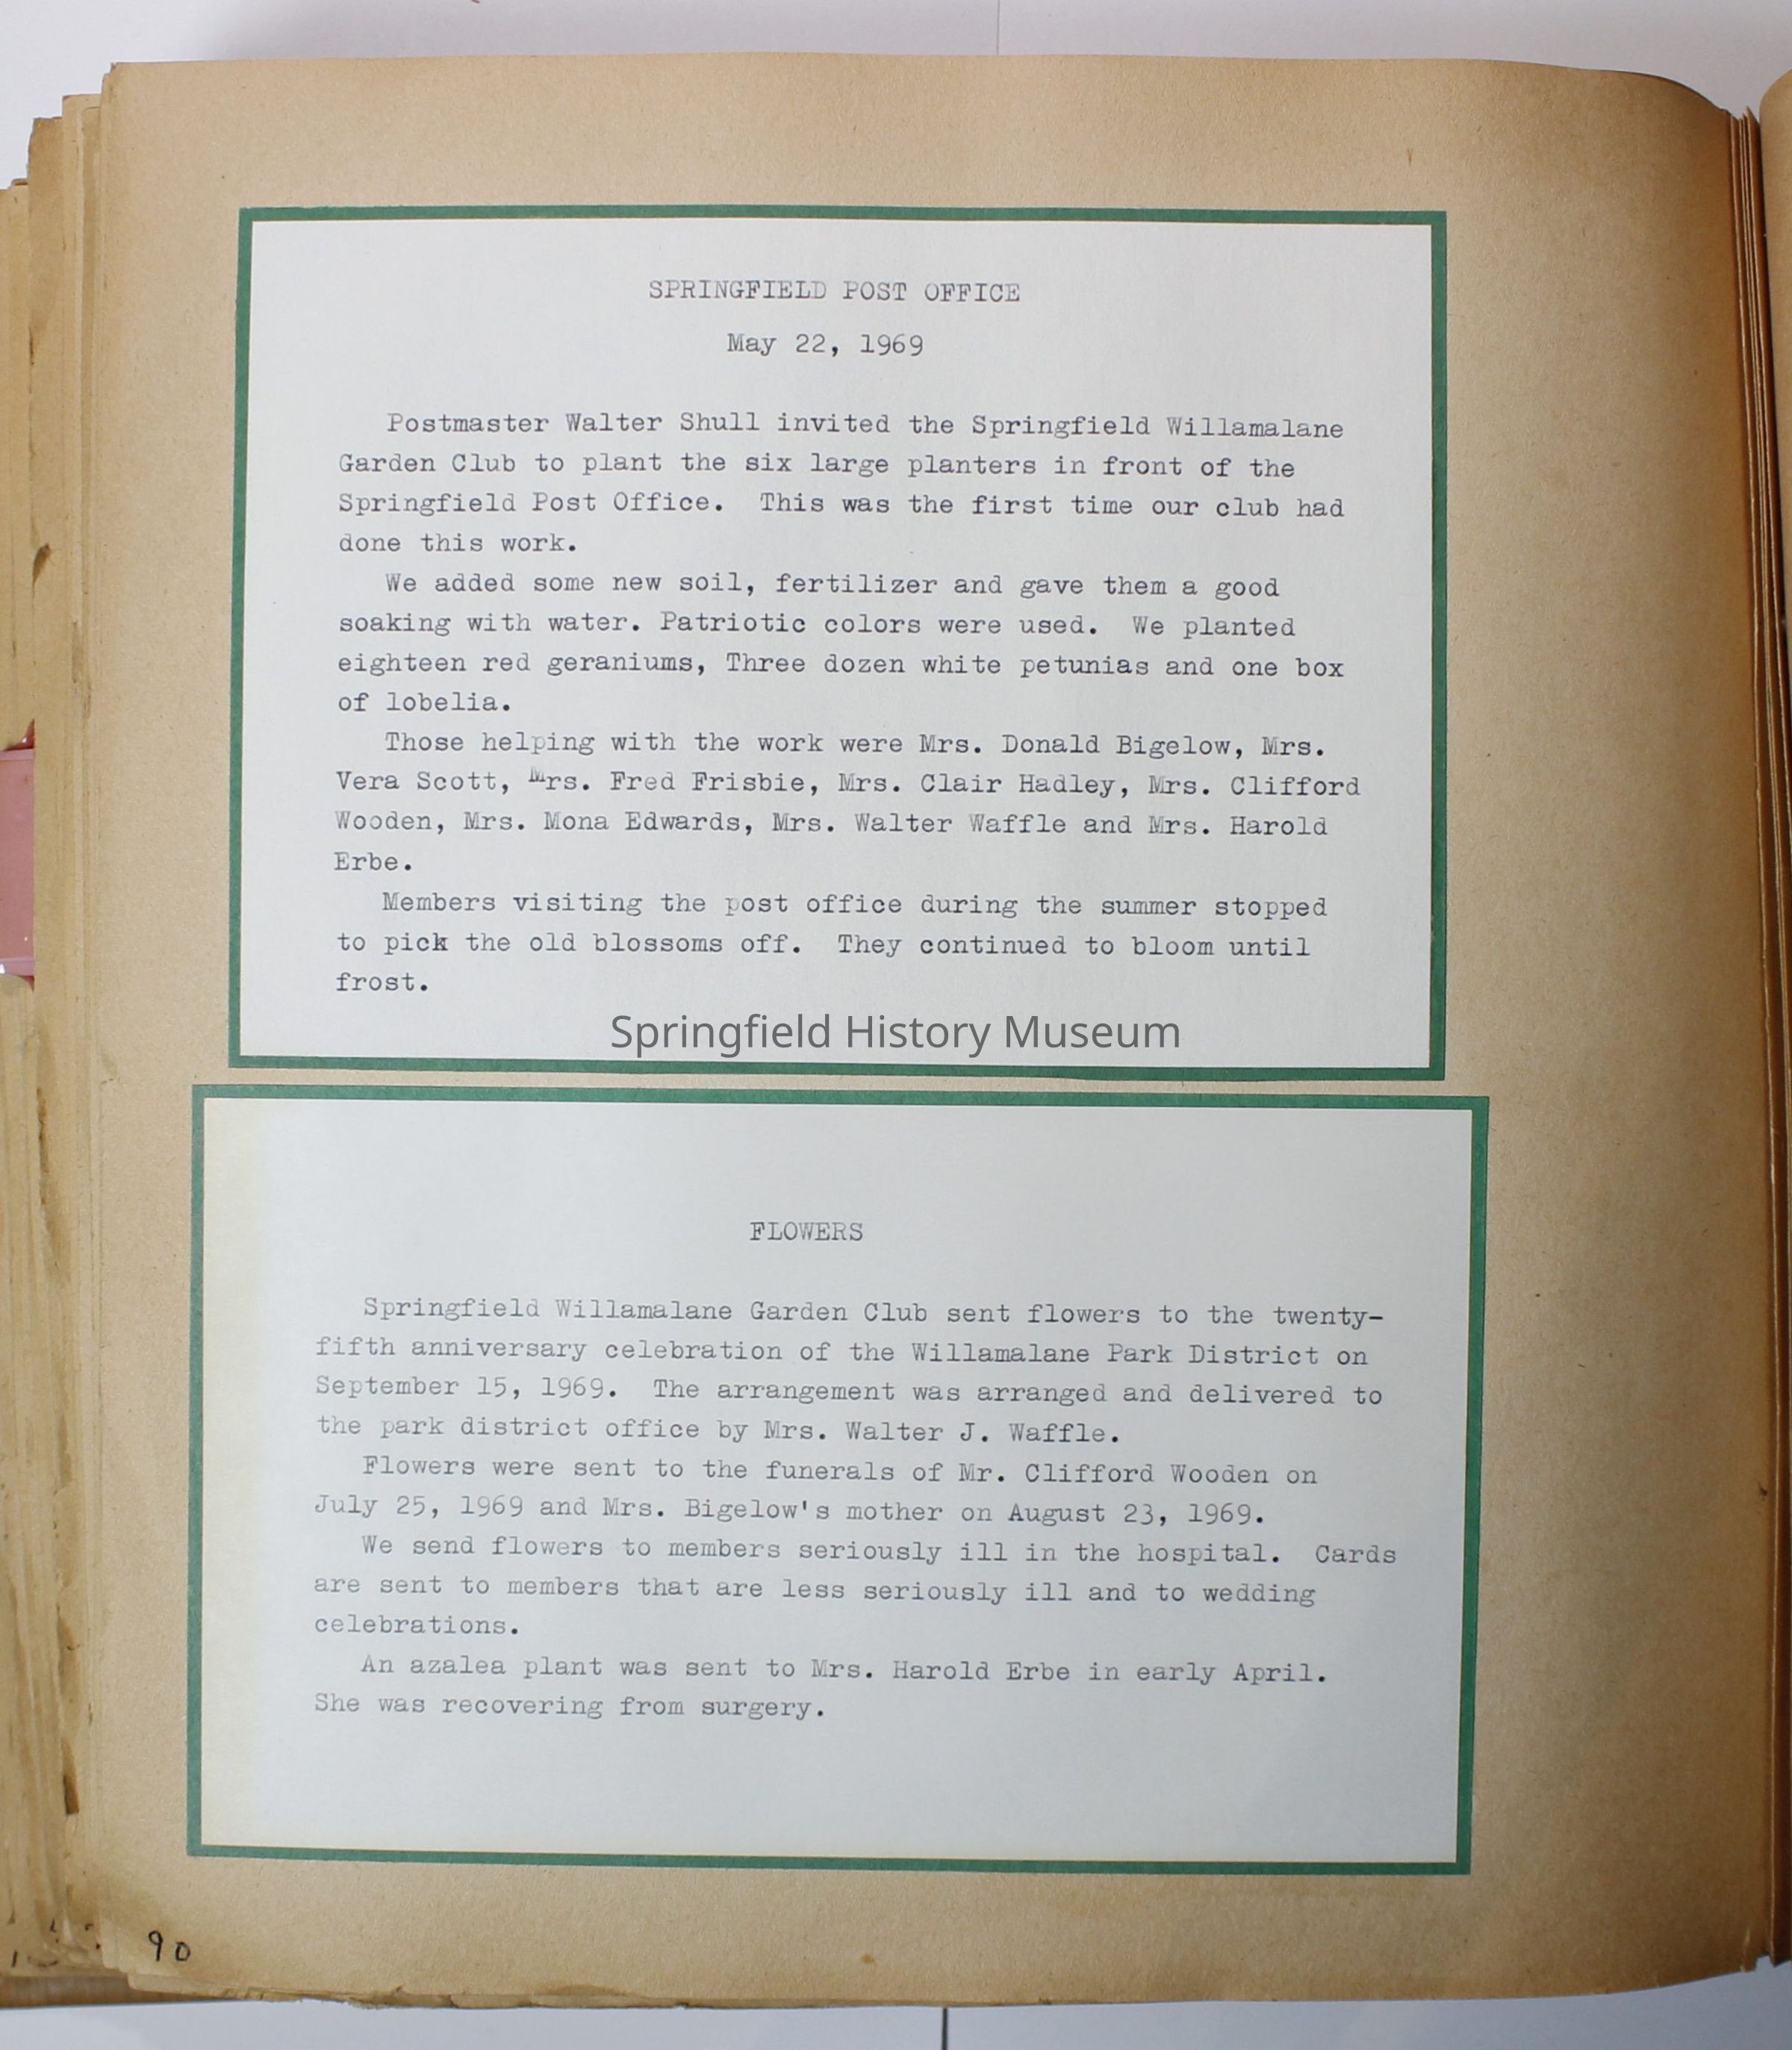 SPRINGFIELD POST OFFICE
May 22, 1969
Postmaster Walter Shull invited the Springfield Willamalane
Garden Club to plant the six large planters in front of the
Springfield Post Office. This was the first time our club had
done this work.
We added some new soil, fertilizer and gave them a good
soaking with water. Patriotic colors were used. We planted
eighteen red geraniums, Three dozen white petunias and one box
of lobelia.
Those helping with the work were Mrs. Donald Bigelow, Mrs.
Vera Scott, Mrs. Fred Frisbie, Mrs. Clair Hadley, Mrs. Clifford
Wooden, Mrs. Mona Edwards, Mrs. Walter Waffle and Mrs. Harold
Erbe.
Members visiting the post office during the summer stopped
to pick the old blossoms off. They continued to bloom until
frost.
Springfield History Museum
FLOWERS
Springfield Willamalane Garden Club sent flowers to the twenty-
fifth anniversary celebration of the Willamalane Park District on
September 15, 1969. The arrangement was arranged and delivered to
the park district office by Mrs. Walter J. Waffle.
Flowers were sent to the funerals of Mr. Clifford Wooden on
July 25, 1969 and Mrs. Bigelow's mother on August 23, 1969.
We send flowers to members seriously ill in the hospital. Cards
are sent to members that are less seriously ill and to wedding
celebrations.
An azalea plant was sent to Mrs. Harold Erbe in early April.
She was recovering from surgery.
90